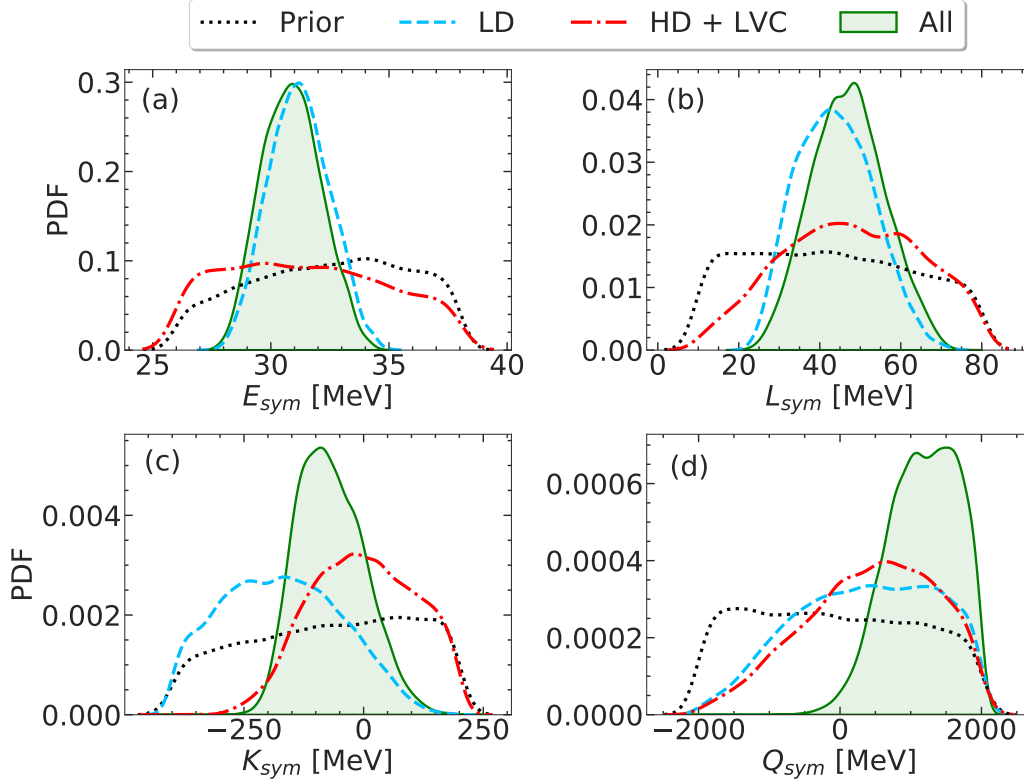 Prior LD HD + LVC All
(a)
PDF
0.3
0.2
0.1
0.0
25 30 35 40
E_sym [MeV]
(b)
0.04
0.03
0.02
0.01
0.00
0 20 40 60 80
L_sym [MeV]
(c)
PDF
0.004
0.002
0.000
−250 0 250
K_sym [MeV]
(d)
0.0006
0.0004
0.0002
0.0000
−2000 0 2000
Q_sym [MeV]